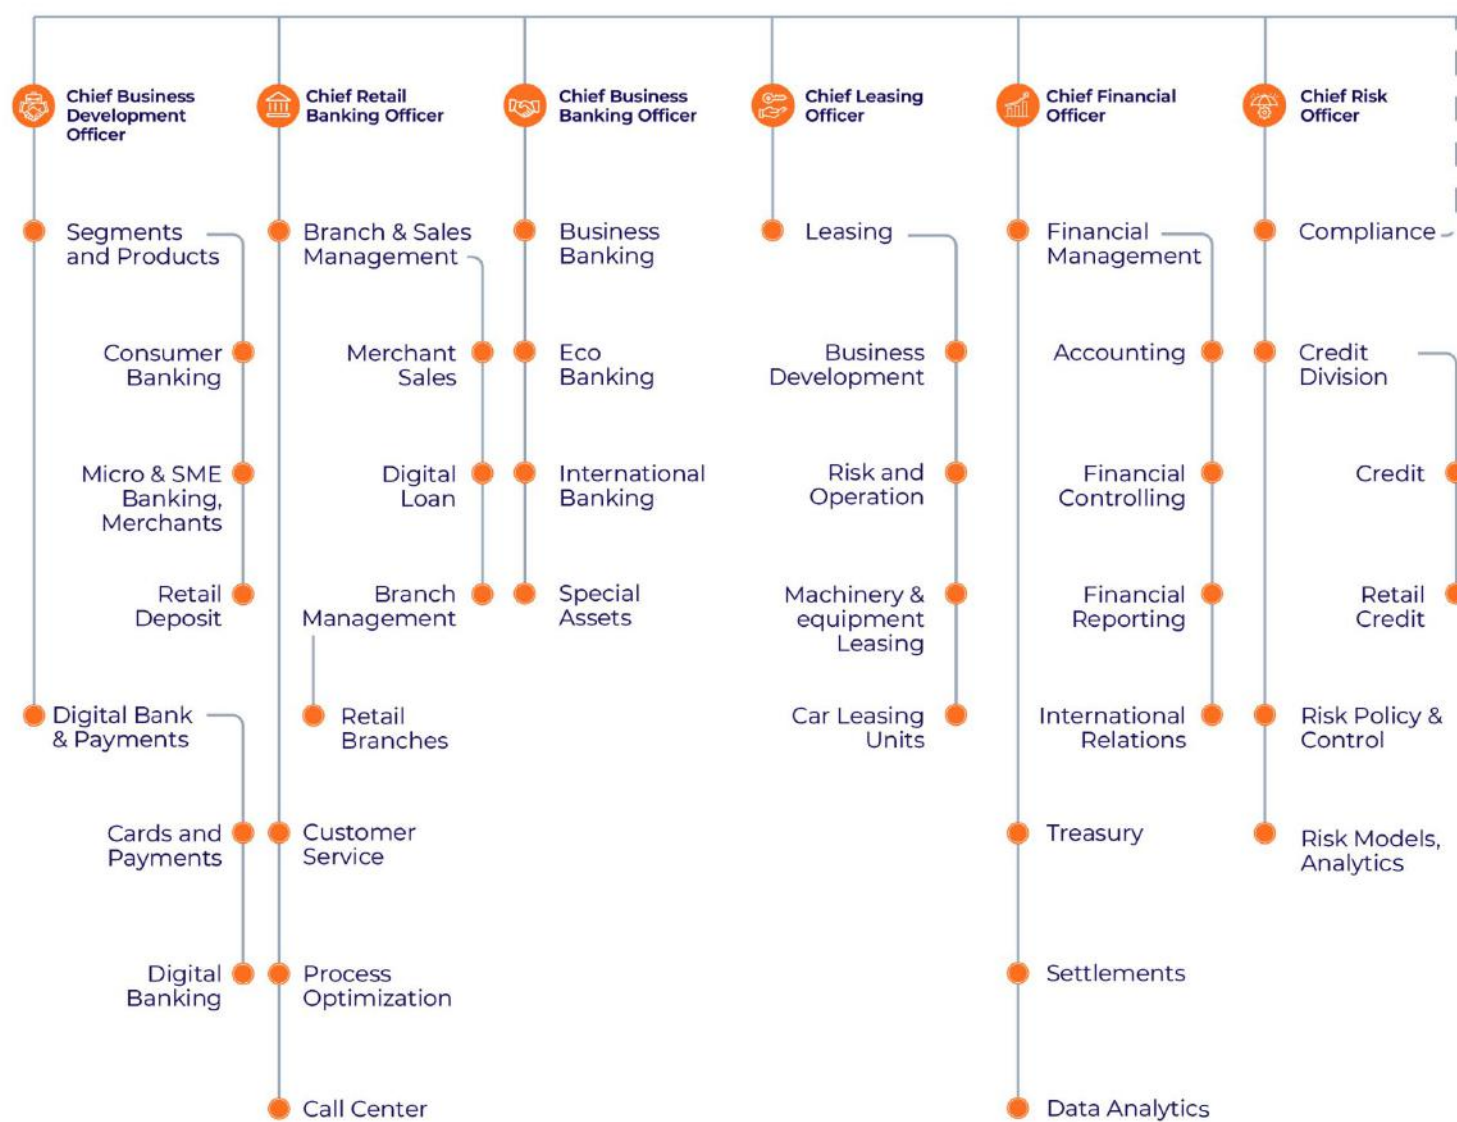 Chief Business
Development
Officer
Chief Retail
Banking Officer
Chief Business
Banking Officer
Chief Leasing
Officer
Chief Financial
Officer
Chief Risk
Officer
Segments
and Products
Consumer
Banking
Micro & SME
Banking,
Merchants
Retail
Deposit
Digital Bank
& Payments
Cards and
Payments
Digital
Banking
Branch & Sales
Management
Merchant
Sales
Digital
Loan
Branch
Management
Retail
Branches
Customer
Service
Process
Optimization
Call Center
Business
Banking
Eco
Banking
International
Banking
Special
Assets
Leasing
Business
Development
Risk and
Operation
Machinery &
equipment
Leasing
Car Leasing
Units
Financial
Management
Accounting
Financial
Controlling
Financial
Reporting
International
Relations
Treasury
Settlements
Data Analytics
Compliance
Credit
Division
Credit
Retail
Credit
Risk Policy &
Control
Risk Models,
Analytics